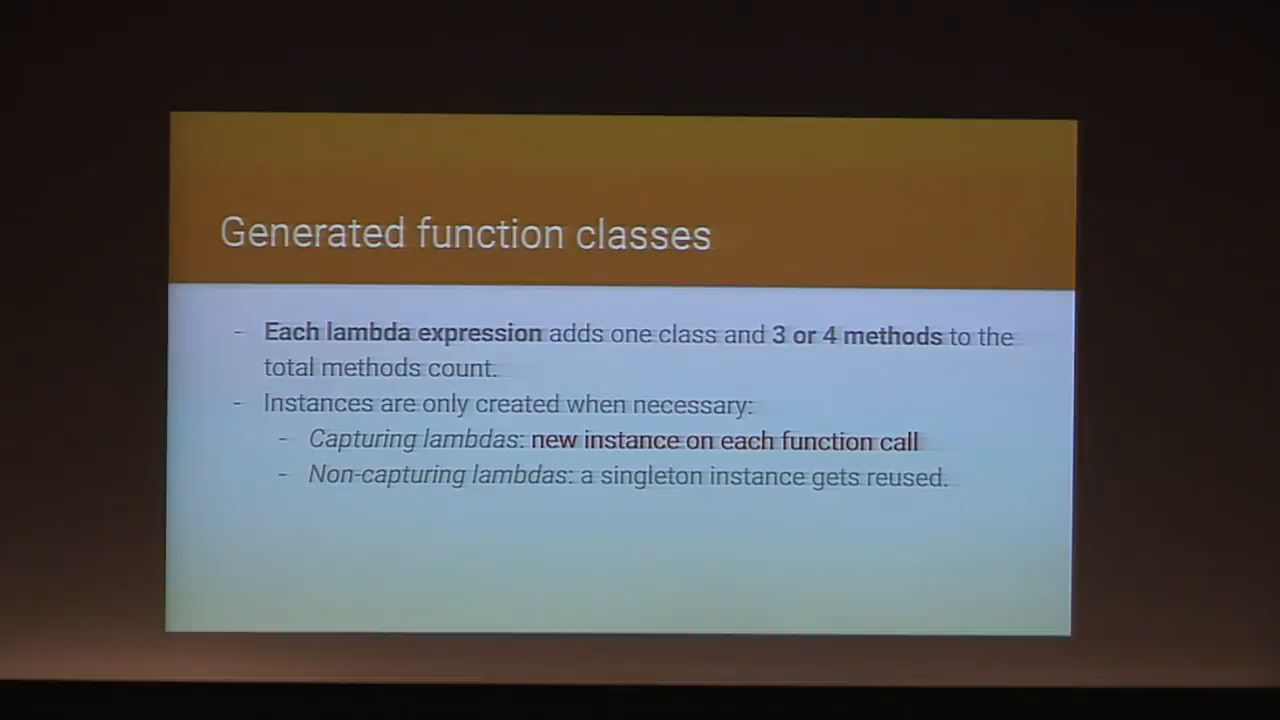 Generated function classes
- Each lambda expression adds one class and 3 or 4 methods to the
total methods count.
- Instances are only created when necessary:
- Capturing lambdas: new instance on each function call
- Non-capturing lambdas: a singleton instance gets reused.